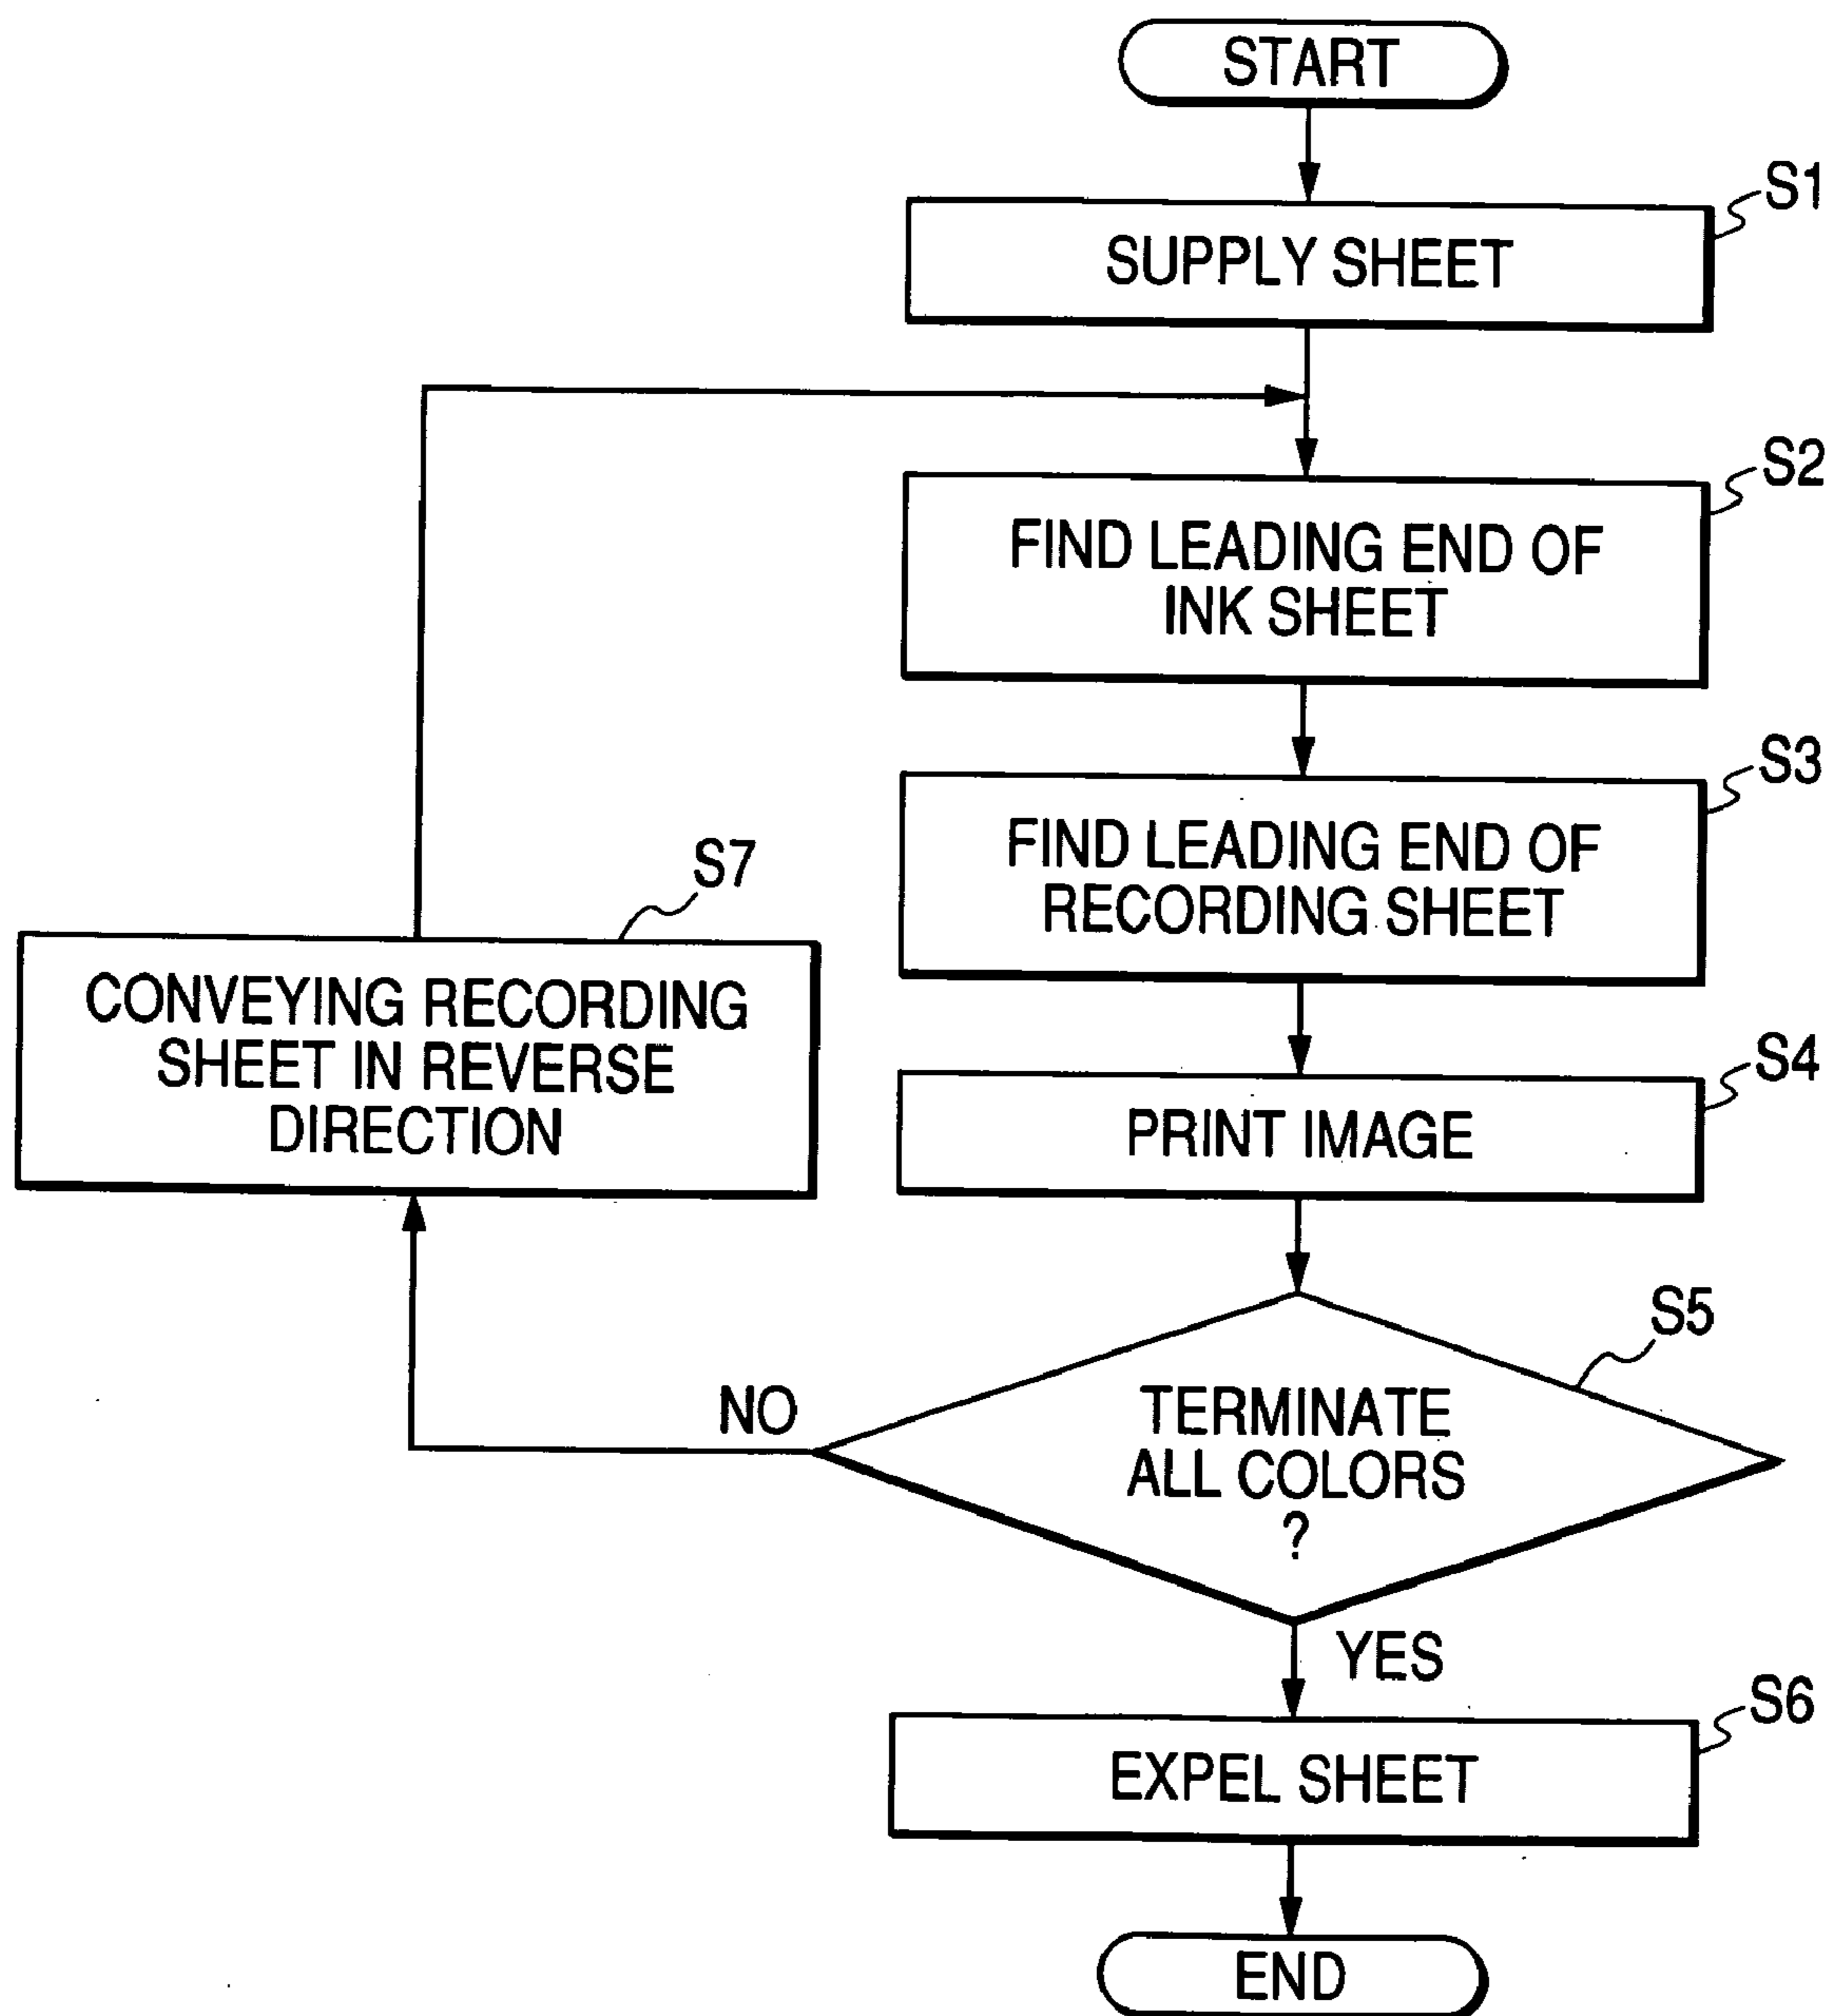 START
S1
SUPPLY SHEET
S2
FIND LEADING END OF
INK SHEET
S3
FIND LEADING END OF
RECORDING SHEET
S7
CONVEYING RECORDING
SHEET IN REVERSE
DIRECTION
S4
PRINT IMAGE
S5
TERMINATE
ALL COLORS
?
NO
YES
S6
EXPEL SHEET
END